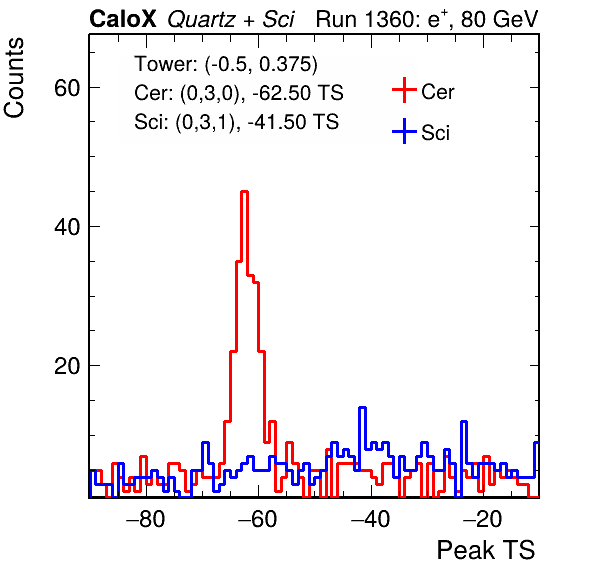 CaloX Quartz + Sci Run 1360: e⁺, 80 GeV
Counts
Tower: (-0.5, 0.375)
Cer: (0,3,0), -62.50 TS
Sci: (0,3,1), -41.50 TS
Cer
Sci
60
40
20
−80 −60 −40 −20
Peak TS